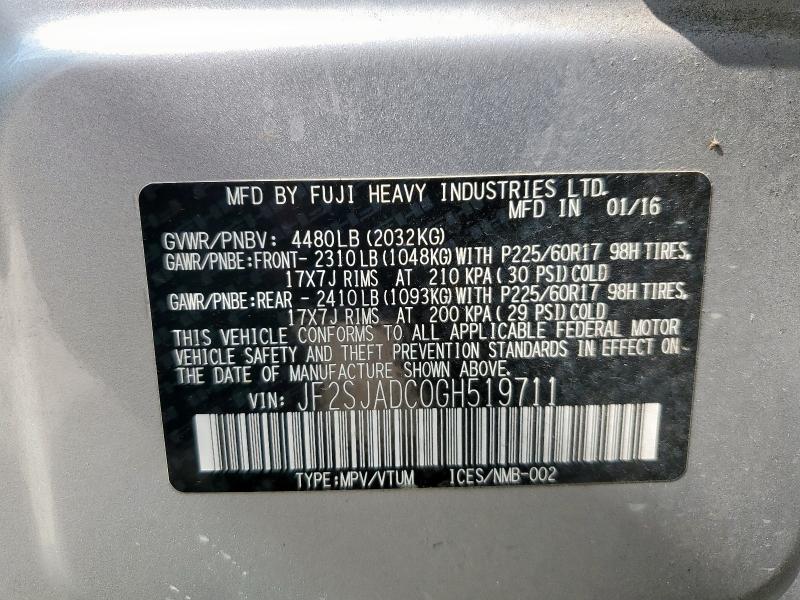 MFD BY FUJI HEAVY INDUSTRIES LTD.
MFD IN 01/16
GVWR/PNBV: 4480LB (2032KG)
GAWR/PNBE:FRONT- 2310LB (1048KG) WITH P225/60R17 98H TIRES,
17X7J RIMS AT 210 KPA (30 PSI) COLD
GAWR/PNBE:REAR - 2410LB (1093KG) WITH P225/60R17 98H TIRES,
17X7J RIMS AT 200 KPA (29 PSI) COLD
THIS VEHICLE CONFORMS TO ALL APPLICABLE FEDERAL MOTOR
VEHICLE SAFETY AND THEFT PREVENTION STANDARDS IN EFFECT ON
THE DATE OF MANUFACTURE SHOWN ABOVE.
VIN: JF2SJADC0GH519711
TYPE:MPV/VTUM ICES/NMB-002